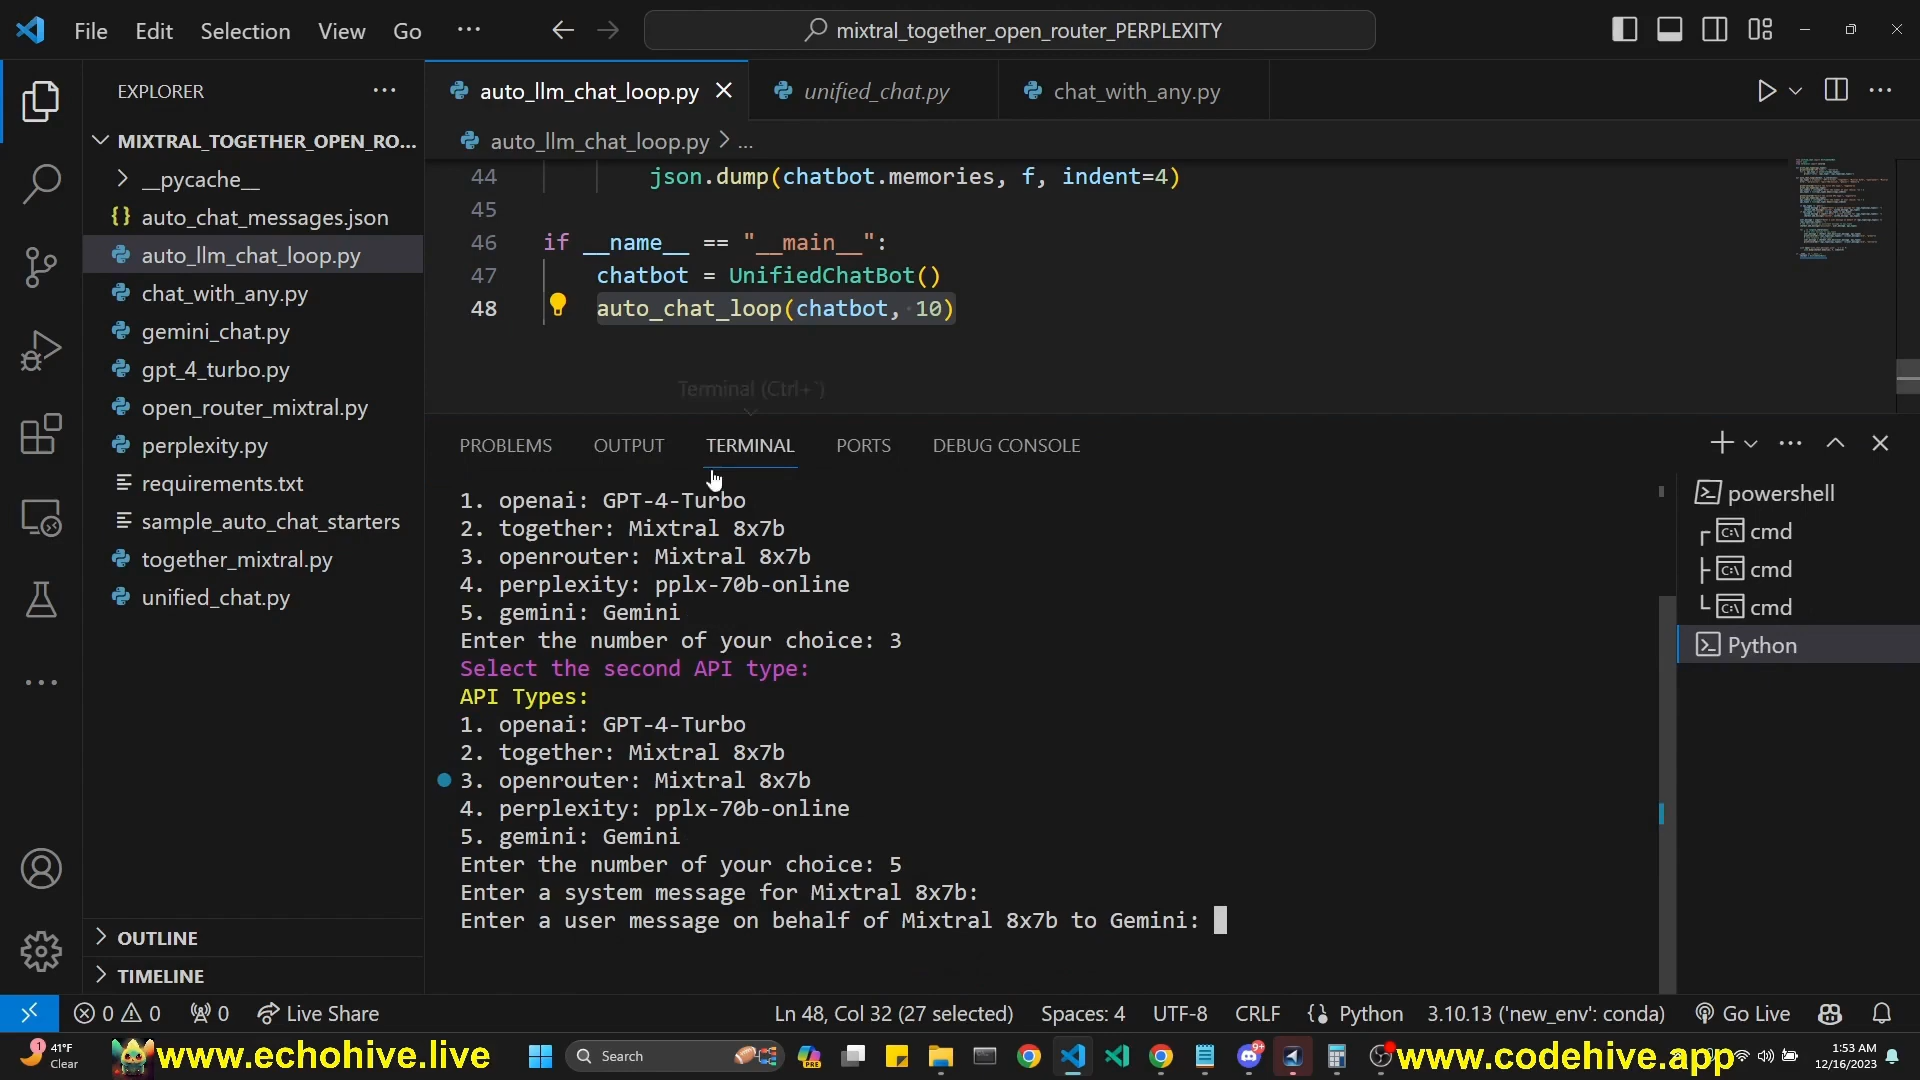 File Edit Selection View Go ···
mixtral_together_open_router_PERPLEXITY
EXPLORER
MIXTRAL_TOGETHER_OPEN_RO...
__pycache__
{} auto_chat_messages.json
auto_llm_chat_loop.py
chat_with_any.py
gemini_chat.py
gpt_4_turbo.py
open_router_mixtral.py
perplexity.py
requirements.txt
sample_auto_chat_starters
together_mixtral.py
unified_chat.py
OUTLINE
TIMELINE
auto_llm_chat_loop.py unified_chat.py chat_with_any.py
auto_llm_chat_loop.py > ...
44 json.dump(chatbot.memories, f, indent=4)
45
46 if __name__ == "__main__":
47 chatbot = UnifiedChatBot()
48 auto_chat_loop(chatbot, 10)
Terminal (Ctrl+`)
PROBLEMS OUTPUT TERMINAL PORTS DEBUG CONSOLE
1. openai: GPT-4-Turbo
2. together: Mixtral 8x7b
3. openrouter: Mixtral 8x7b
4. perplexity: pplx-70b-online
5. gemini: Gemini
Enter the number of your choice: 3
Select the second API type:
API Types:
1. openai: GPT-4-Turbo
2. together: Mixtral 8x7b
3. openrouter: Mixtral 8x7b
4. perplexity: pplx-70b-online
5. gemini: Gemini
Enter the number of your choice: 5
Enter a system message for Mixtral 8x7b:
Enter a user message on behalf of Mixtral 8x7b to Gemini:
powershell
cmd
cmd
cmd
Python
0 0 0 Live Share Ln 48, Col 32 (27 selected) Spaces: 4 UTF-8 CRLF Python 3.10.13 ('new_env': conda) Go Live
1 41°F
Clear
www.echohive.live
Search
PRE
9+
www.codehive.app
1:53 AM
12/16/2023